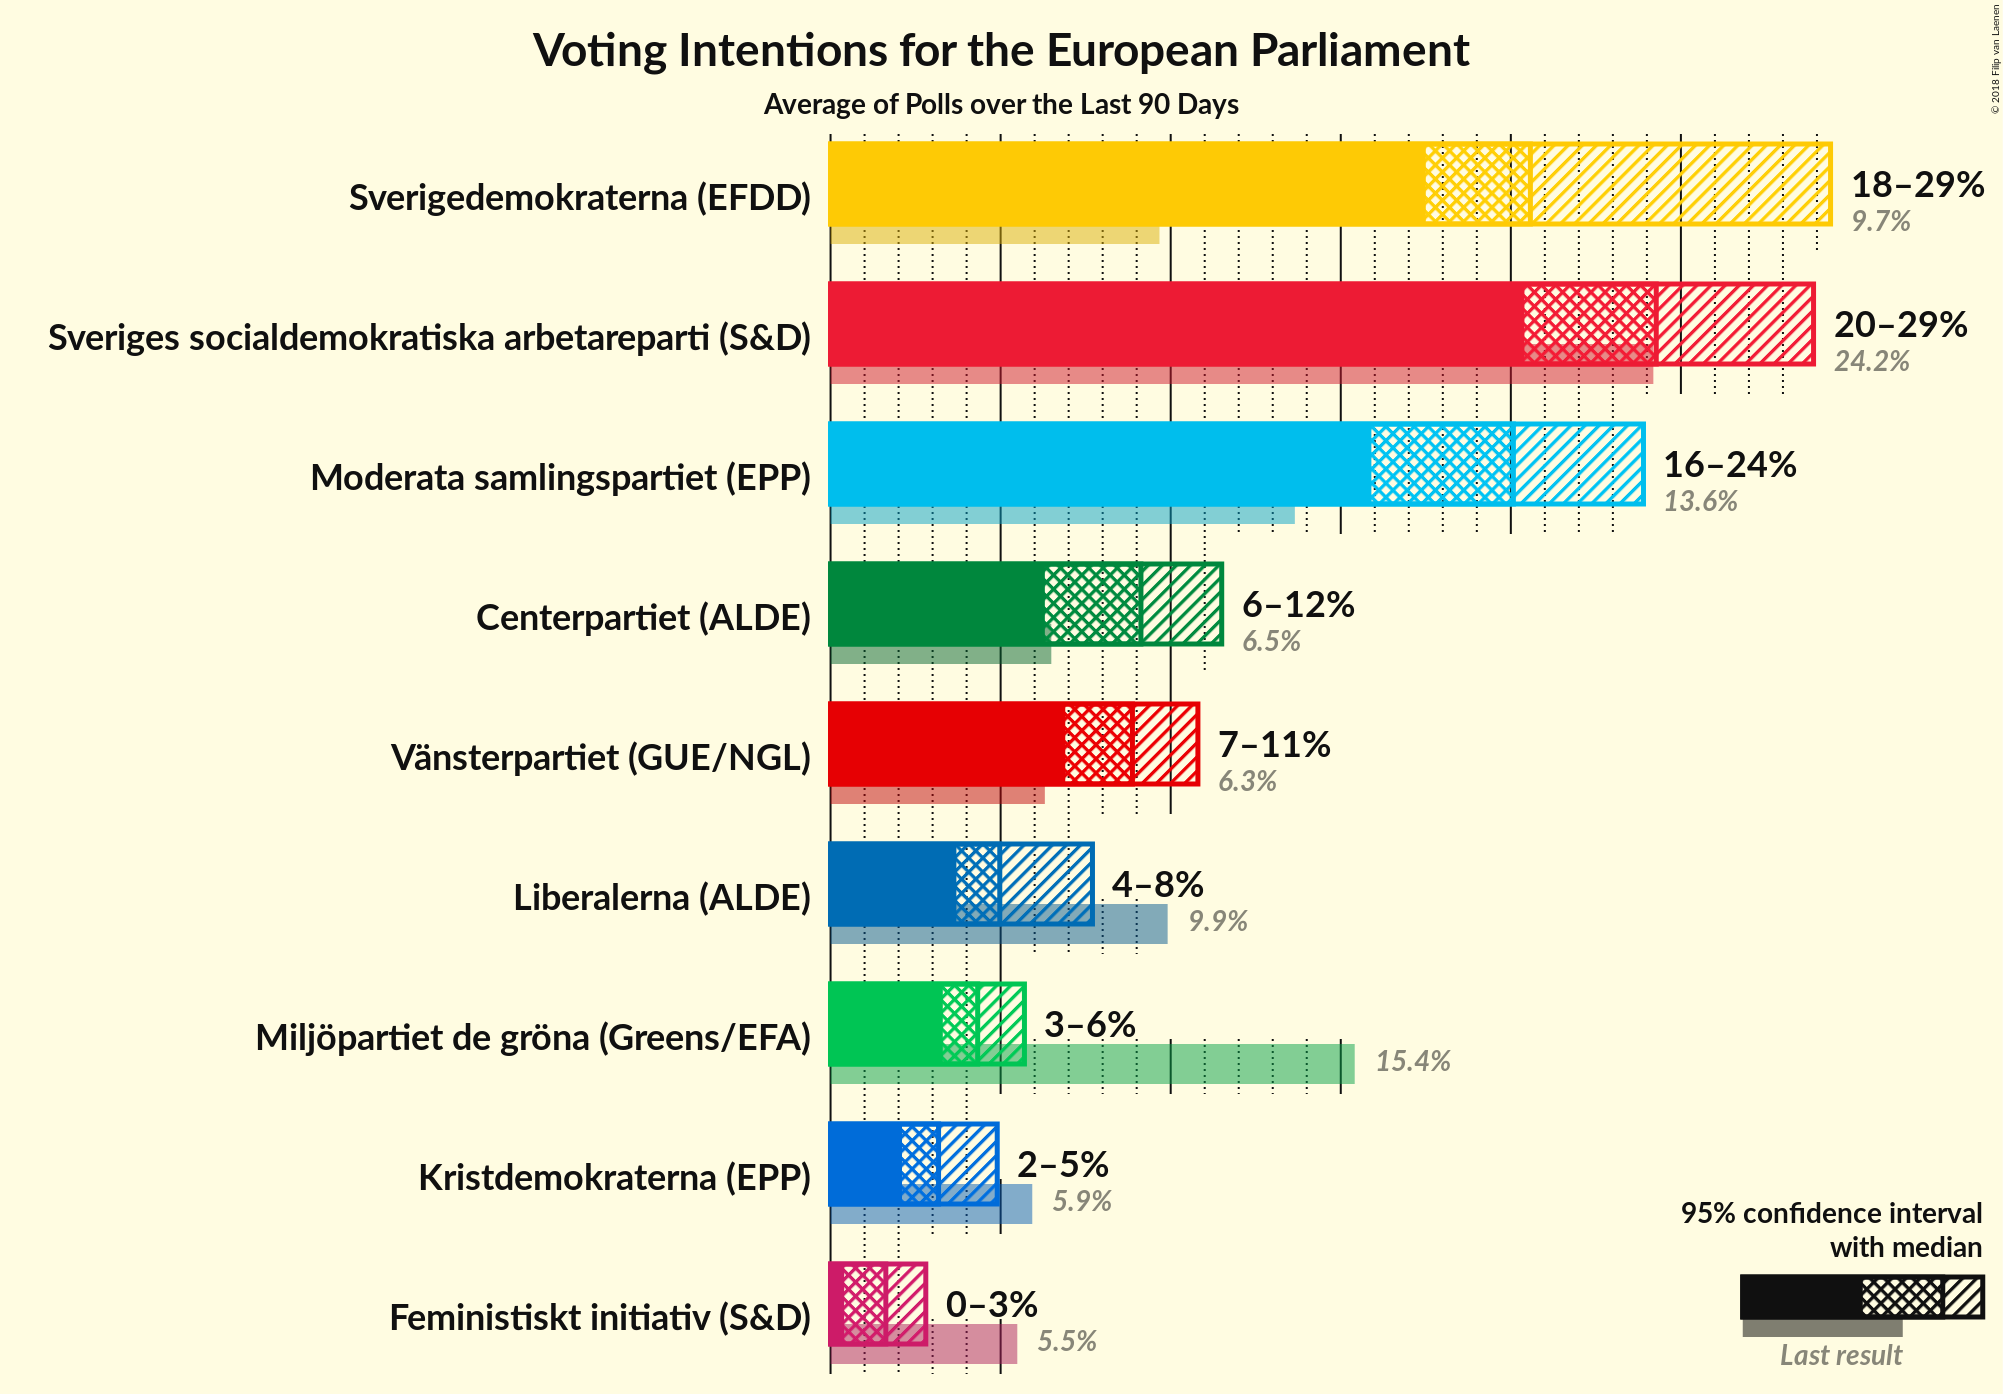 Voting Intentions for the European Parliament
Average of Polls over the Last 90 Days
© 2018 Filip van Laenen
Sverigedemokraterna (EFDD)
18–29%
9.7%
Sveriges socialdemokratiska arbetareparti (S&D)
20–29%
24.2%
Moderata samlingspartiet (EPP)
16–24%
13.6%
Centerpartiet (ALDE)
6–12%
6.5%
Vänsterpartiet (GUE/NGL)
7–11%
6.3%
Liberalerna (ALDE)
4–8%
9.9%
Miljöpartiet de gröna (Greens/EFA)
3–6%
15.4%
Kristdemokraterna (EPP)
2–5%
5.9%
Feministiskt initiativ (S&D)
0–3%
5.5%
95% confidence interval
with median
Last result